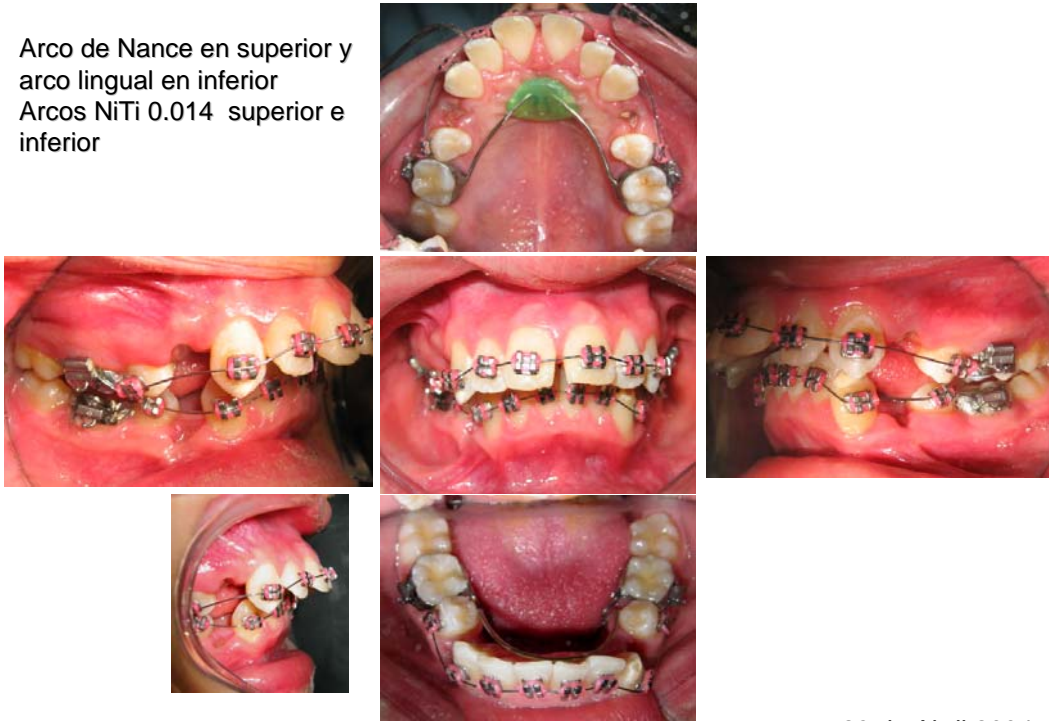 Arco de Nance en superior y
arco lingual en inferior
Arcos NiTi 0.014 superior e
inferior